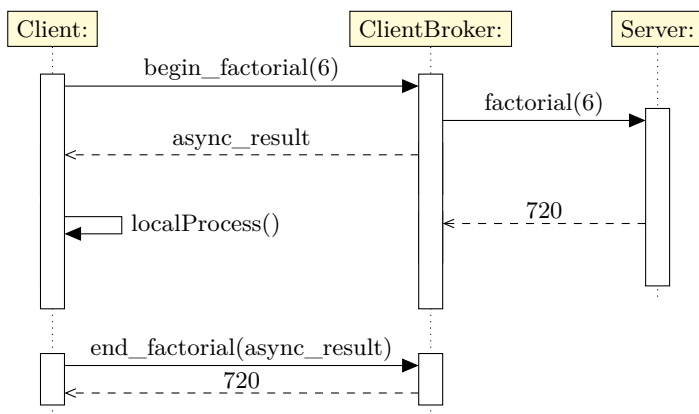 Client:
ClientBroker:
Server:
begin_factorial(6)
factorial(6)
async_result
720
localProcess()
end_factorial(async_result)
720